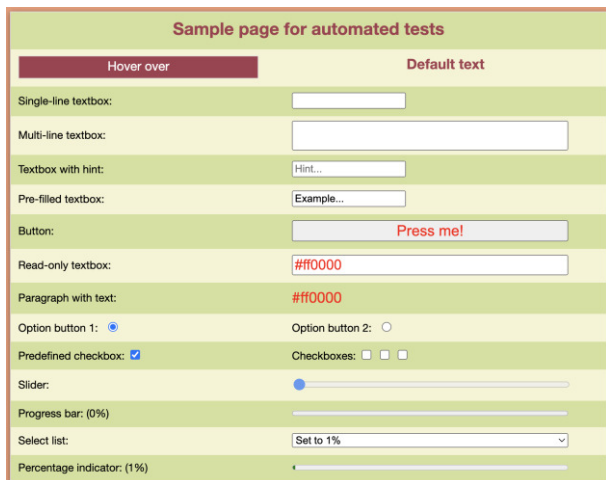 Sample page for automated tests
Hover over Default text
Single-line textbox:
Multi-line textbox:
Textbox with hint: Hint...
Pre-filled textbox: Example...
Button: Press me!
Read-only textbox: #ff0000
Paragraph with text: #ff0000
Option button 1: Option button 2:
Predefined checkbox: Checkboxes:
Slider:
Progress bar: (0%)
Select list: Set to 1%
Percentage indicator: (1%)